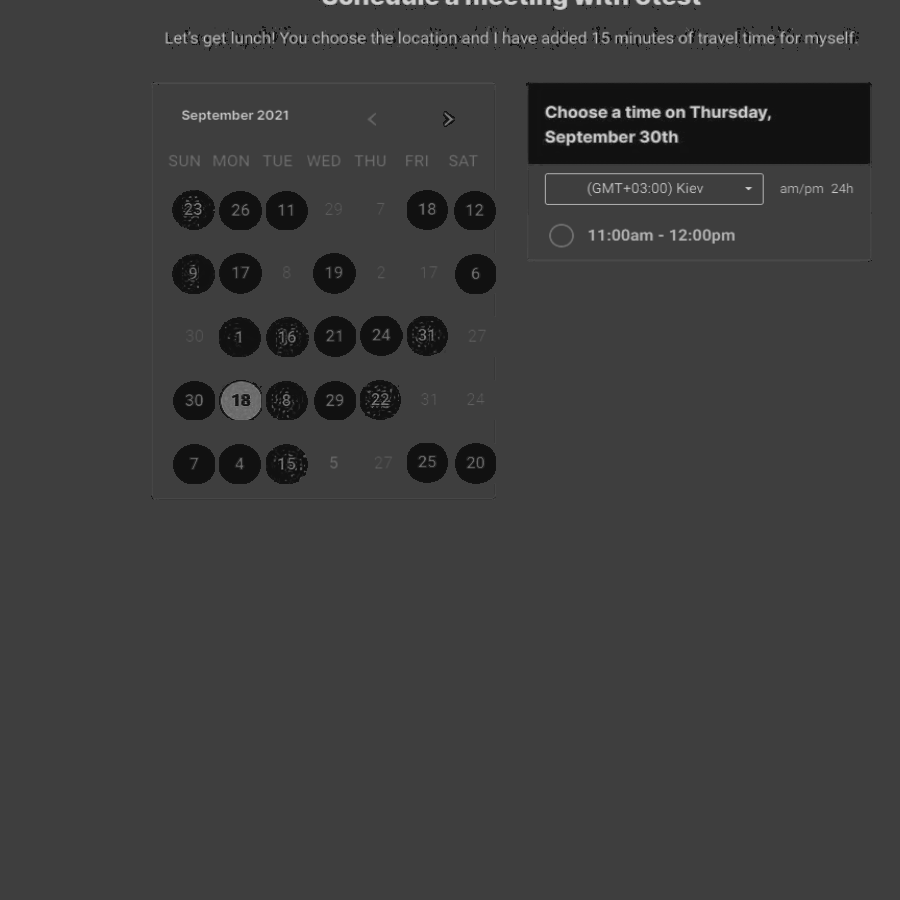 Schedule a meeting with Jtest
Let's get lunch! You choose the location and I have added 15 minutes of travel time for myself.
September 2021
SUN MON TUE WED THU FRI SAT
23 26 11 29 7 18 12
9 17 8 19 2 17 6
30 1 16 21 24 31 27
30 18 8 29 22 31 24
7 4 15 5 27 25 20
Choose a time on Thursday,
September 30th
(GMT+03:00) Kiev am/pm 24h
11:00am - 12:00pm